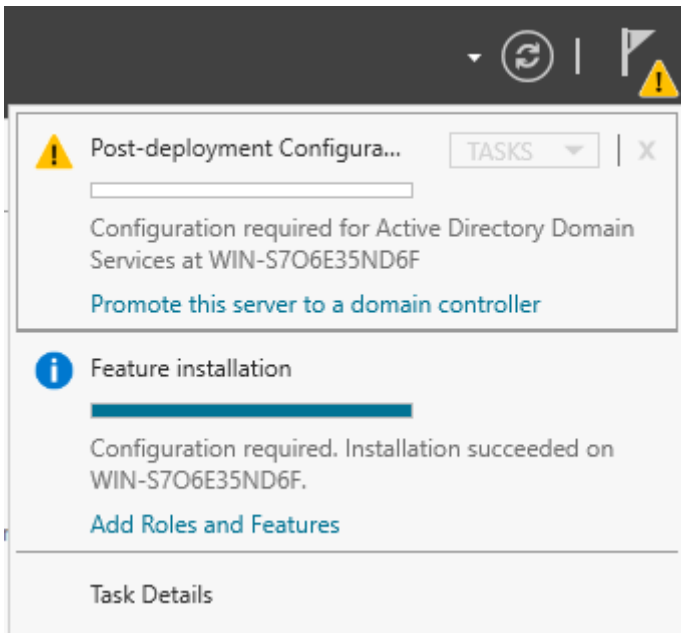 Post-deployment Configura...
TASKS
X
Configuration required for Active Directory Domain
Services at WIN-S7O6E35ND6F
Promote this server to a domain controller
Feature installation
Configuration required. Installation succeeded on
WIN-S7O6E35ND6F.
Add Roles and Features
Task Details